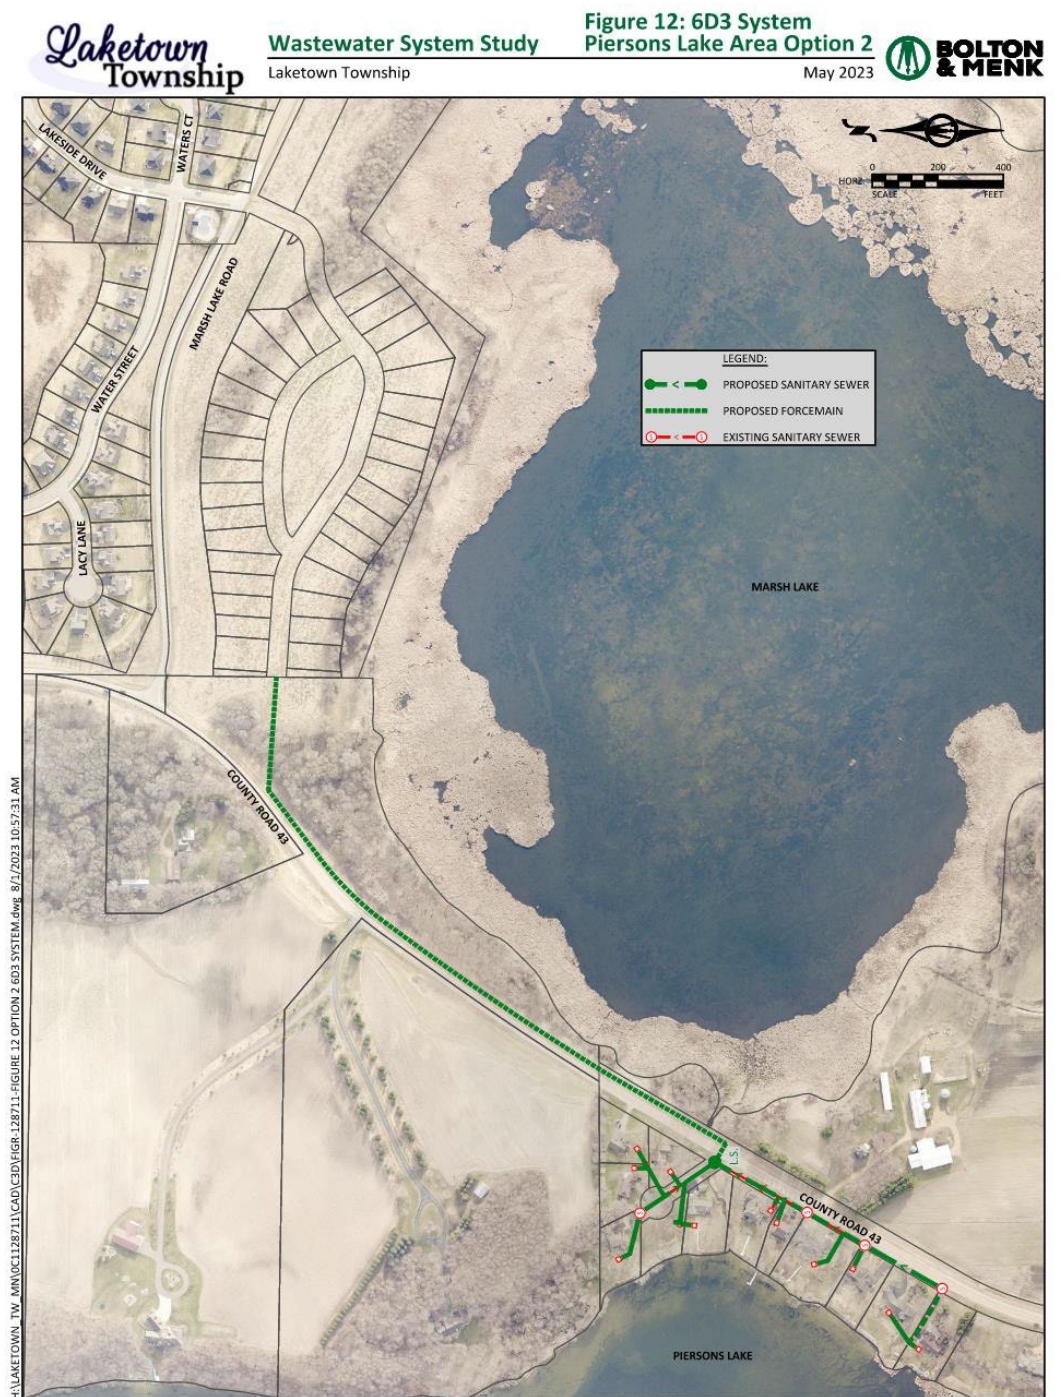 Laketown
Township
Wastewater System Study
Laketown Township
Figure 12: 6D3 System
Piersons Lake Area Option 2
May 2023
BOLTON
& MENK
LAKESIDE DRIVE
WATERS CT
MARSH LAKE ROAD
WATER STREET
LACY LANE
0 200 400
HORZ
SCALE FEET
LEGEND:
PROPOSED SANITARY SEWER
PROPOSED FORCEMAIN
EXISTING SANITARY SEWER
MARSH LAKE
COUNTY ROAD 43
L.S.
COUNTY ROAD 43
PIERSONS LAKE
H:\LAKETOWN_TW_MN\0C1128711\CAD\C3D\FIGR-128711-FIGURE 12 OPTION 2 6D3 SYSTEM.dwg 8/1/2023 10:57:31 AM